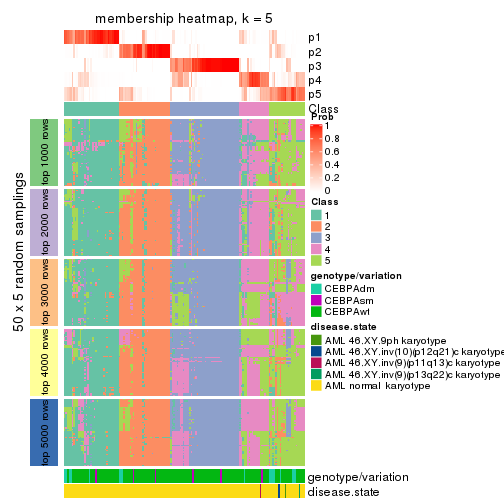 membership heatmap, k = 5
p1
p2
p3
p4
p5
Class
50 x 5 random samplings
top 1000 rows
top 2000 rows
top 3000 rows
top 4000 rows
top 5000 rows
Prob
1
0.8
0.6
0.4
0.2
0
Class
1
2
3
4
5
genotype/variation
CEBPAdm
CEBPAsm
CEBPAwt
disease.state
AML 46.XY.9ph karyotype
AML 46.XY.inv(10)(p12q21)c karyotype
AML 46.XY.inv(9)(p11q13)c karyotype
AML 46.XY.inv(9)(p13q22)c karyotype
AML normal karyotype
genotype/variation
disease.state